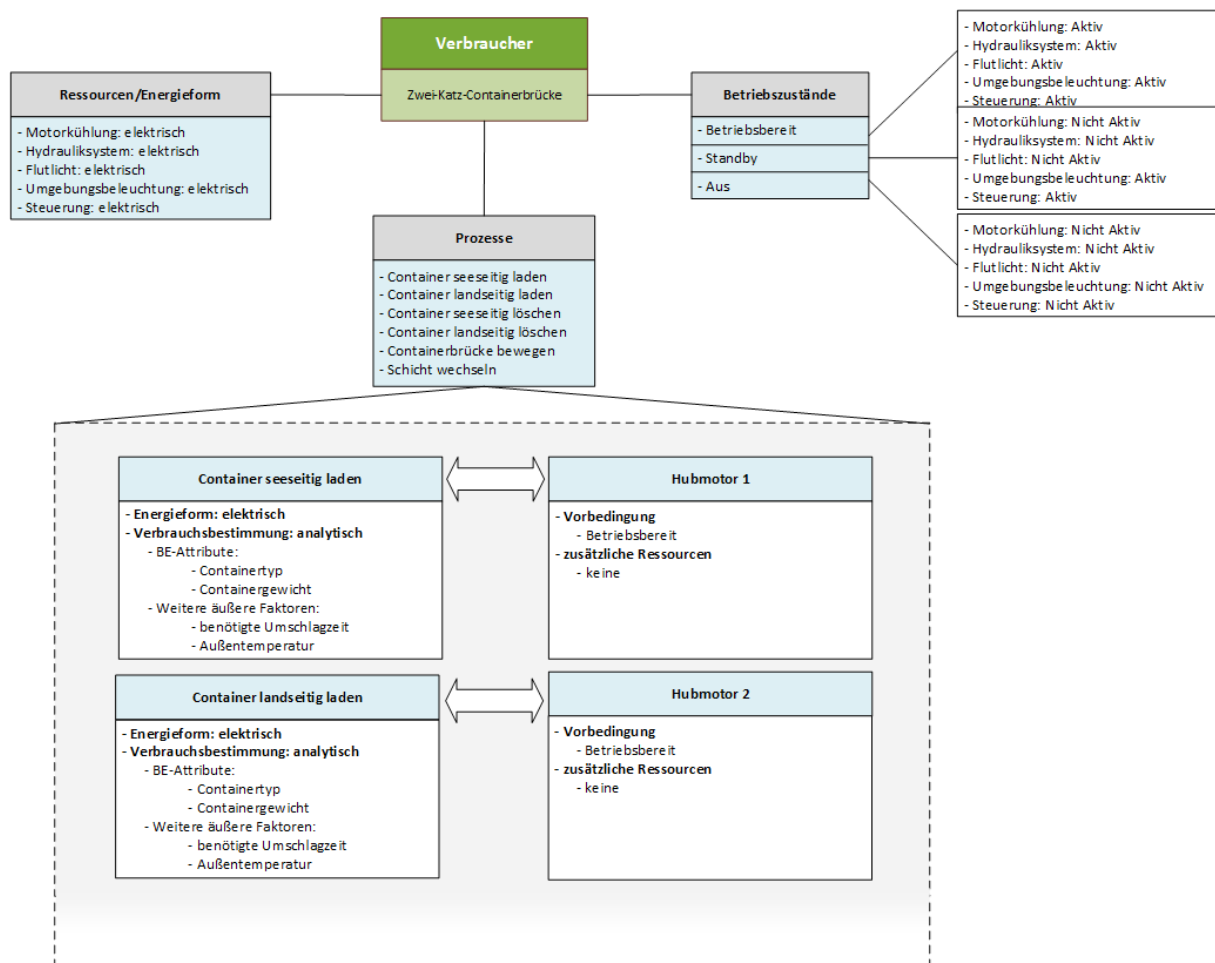 Verbraucher
Zwei-Katz-Containerbrücke
Ressourcen/Energieform
- Motorkühlung: elektrisch
- Hydrauliksystem: elektrisch
- Flutlicht: elektrisch
- Umgebungsbeleuchtung: elektrisch
- Steuerung: elektrisch
Betriebszustände
- Betriebsbereit
- Standby
- Aus
- Motorkühlung: Aktiv
- Hydrauliksystem: Aktiv
- Flutlicht: Aktiv
- Umgebungsbeleuchtung: Aktiv
- Steuerung: Aktiv
- Motorkühlung: Nicht Aktiv
- Hydrauliksystem: Nicht Aktiv
- Flutlicht: Nicht Aktiv
- Umgebungsbeleuchtung: Aktiv
- Steuerung: Aktiv
- Motorkühlung: Nicht Aktiv
- Hydrauliksystem: Nicht Aktiv
- Flutlicht: Nicht Aktiv
- Umgebungsbeleuchtung: Nicht Aktiv
- Steuerung: Nicht Aktiv
Prozesse
- Container seeseitig laden
- Container landseitig laden
- Container seeseitig löschen
- Container landseitig löschen
- Containerbrücke bewegen
- Schicht wechseln
Container seeseitig laden
- Energieform: elektrisch
- Verbrauchsbestimmung: analytisch
- BE-Attribute:
- Containertyp
- Containergewicht
- Weitere äußere Faktoren:
- benötigte Umschlagzeit
- Außentemperatur
Hubmotor 1
- Vorbedingung
- Betriebsbereit
- zusätzliche Ressourcen
- keine
Container landseitig laden
- Energieform: elektrisch
- Verbrauchsbestimmung: analytisch
- BE-Attribute:
- Containertyp
- Containergewicht
- Weitere äußere Faktoren:
- benötigte Umschlagzeit
- Außentemperatur
Hubmotor 2
- Vorbedingung
- Betriebsbereit
- zusätzliche Ressourcen
- keine